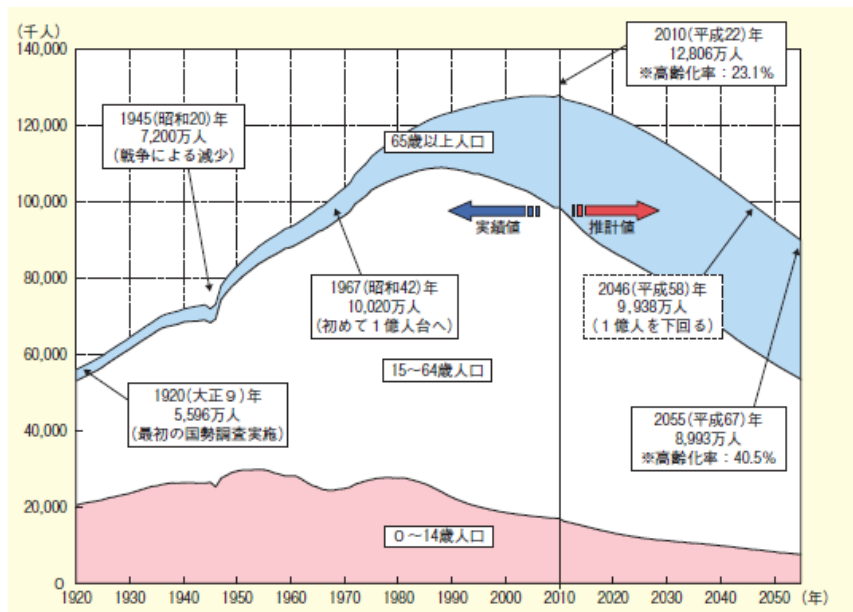 （千人）
140,000
120,000
100,000
80,000
60,000
40,000
20,000
0
2010（平成22）年
12,806万人
※高齢化率：23.1％
1945（昭和20）年
7,200万人
（戦争による減少）
65歳以上人口
実績値
推計値
1967（昭和42）年
10,020万人
（初めて１億人台へ）
2046（平成58）年
9,938万人
（１億人を下回る）
15～64歳人口
1920（大正９）年
5,596万人
（最初の国勢調査実施）
2055（平成67）年
8,993万人
※高齢化率：40.5％
０～14歳人口
1920 1930 1940 1950 1960 1970 1980 1990 2000 2010 2020 2030 2040 2050 （年）